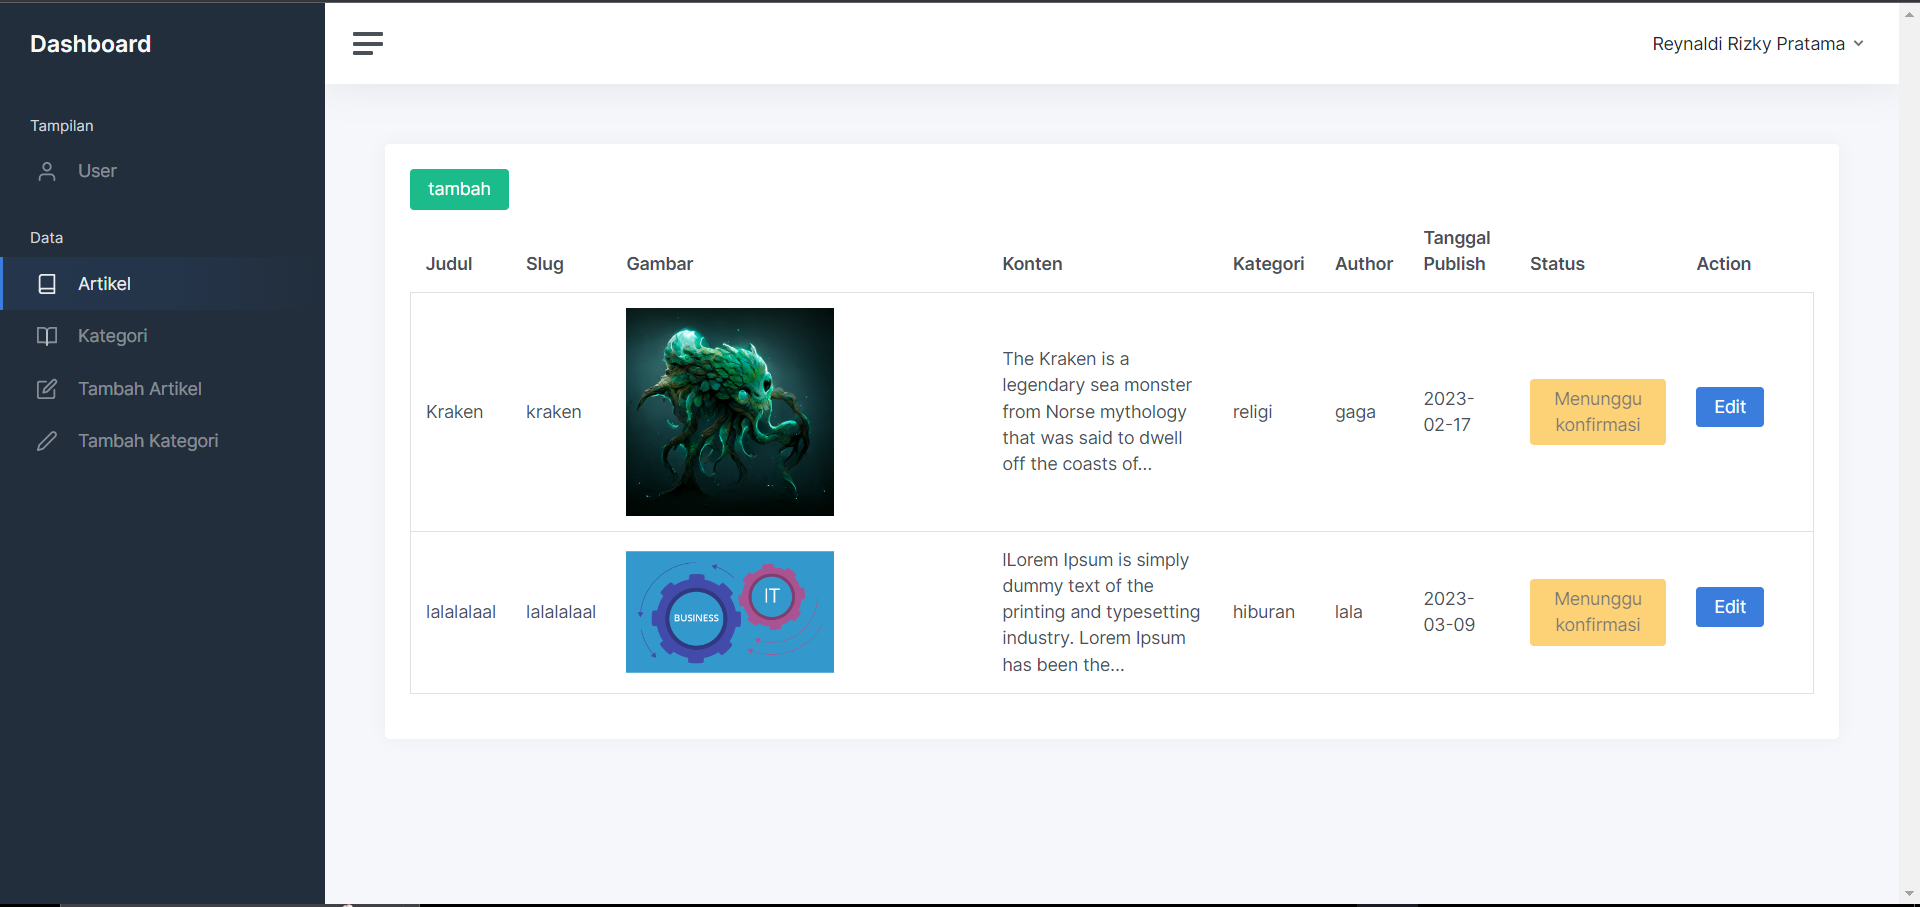 Dashboard
Reynaldi Rizky Pratama
Tampilan
User
Data
Artikel
Kategori
Tambah Artikel
Tambah Kategori
tambah
Judul
Slug
Gambar
Konten
Kategori
Author
Tanggal
Publish
Status
Action
Kraken
kraken
The Kraken is a
legendary sea monster
from Norse mythology
that was said to dwell
off the coasts of...
religi
gaga
2023-
02-17
Menunggu
konfirmasi
Edit
lalalalaal
lalalalaal
BUSINESS
IT
lLorem Ipsum is simply
dummy text of the
printing and typesetting
industry. Lorem Ipsum
has been the...
hiburan
lala
2023-
03-09
Menunggu
konfirmasi
Edit